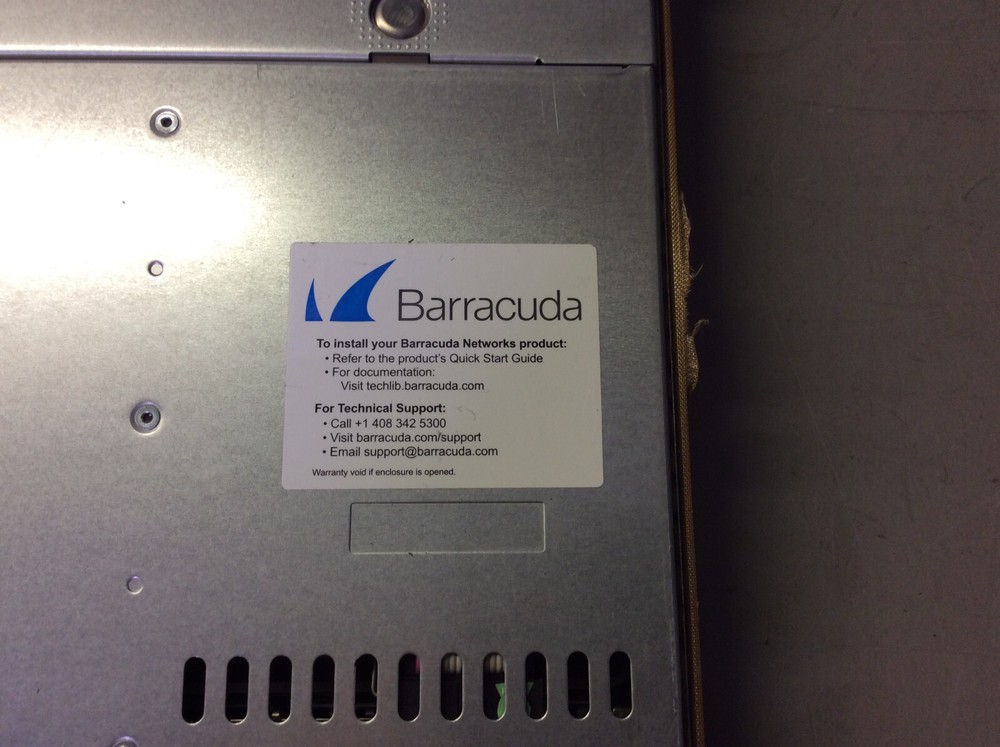 Barracuda
To install your Barracuda Networks product:
• Refer to the product's Quick Start Guide
• For documentation:
Visit techlib.barracuda.com
For Technical Support:
• Call +1 408 342 5300
• Visit barracuda.com/support
• Email support@barracuda.com
Warranty void if enclosure is opened.